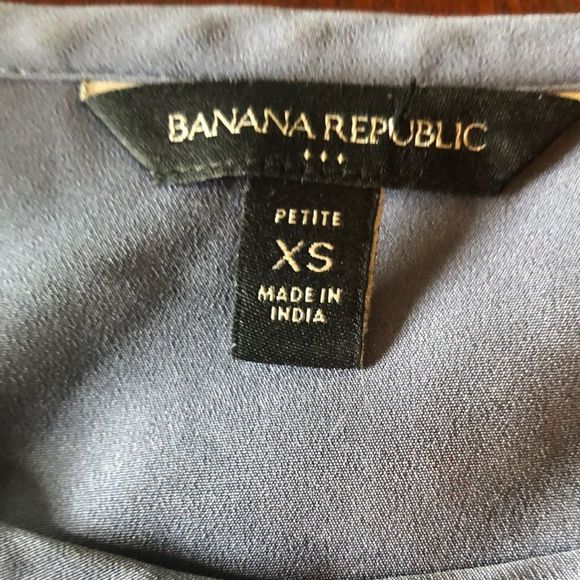 BANANA REPUBLIC
PETITE
XS
MADE IN
INDIA